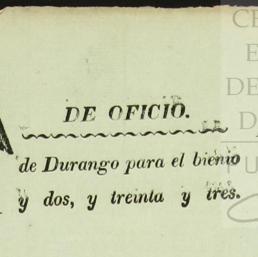 DE OFICIO.
de Durango para el bienio
y dos, y treinta y tres.